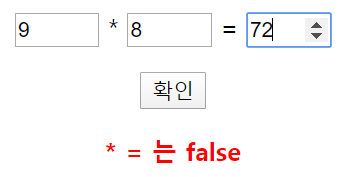 9 * 8 = 72
확인
* = 는 false